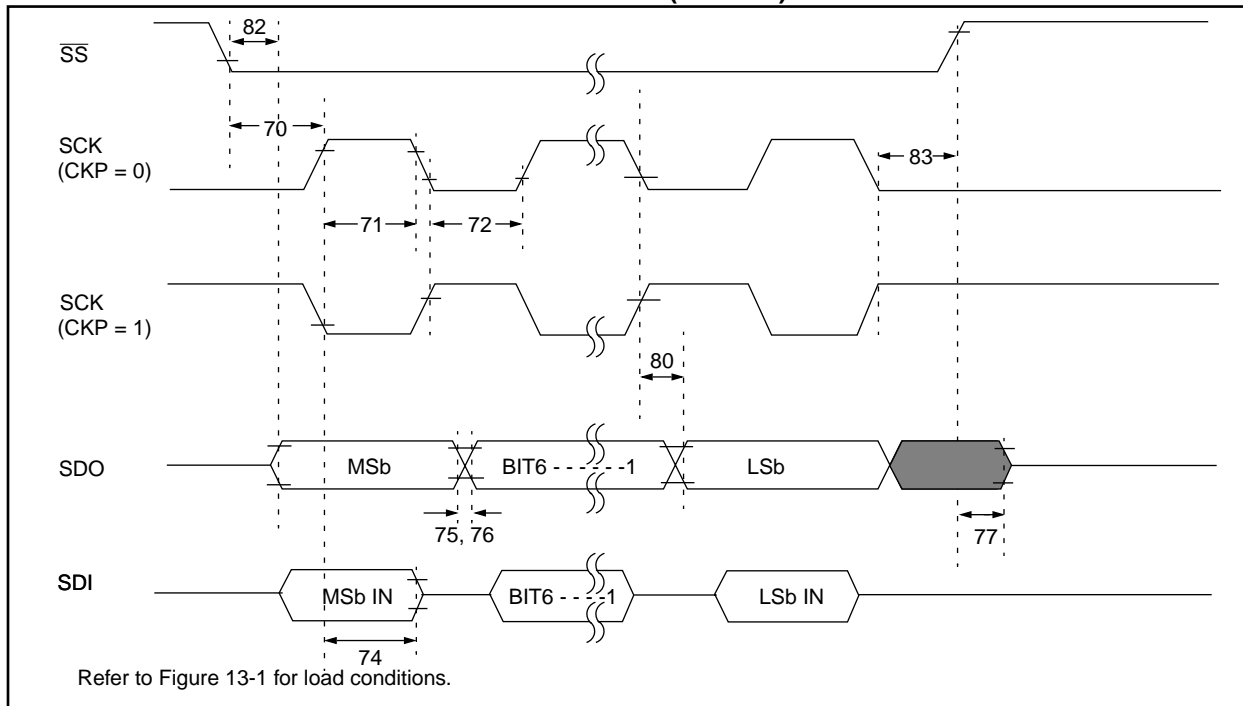 82
SS
70
SCK
(CKP = 0)
83
71
72
SCK
(CKP = 1)
80
SDO
MSb
BIT6 - - - - - -1
LSb
75, 76
77
SDI
MSb IN
BIT6 - - - -1
LSb IN
74
Refer to Figure 13-1 for load conditions.